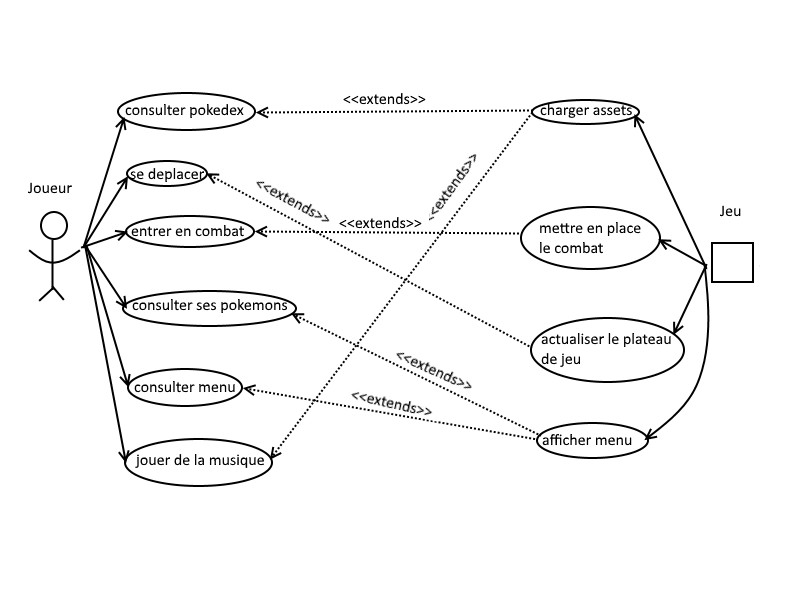 <<extends>>
consulter pokedex
charger assets
se deplacer
<<extends>>
<<extends>>
Joueur
Jeu
entrer en combat
<<extends>>
mettre en place
le combat
consulter ses pokemons
actualiser le plateau
de jeu
<<extends>>
consulter menu
<<extends>>
afficher menu
jouer de la musique